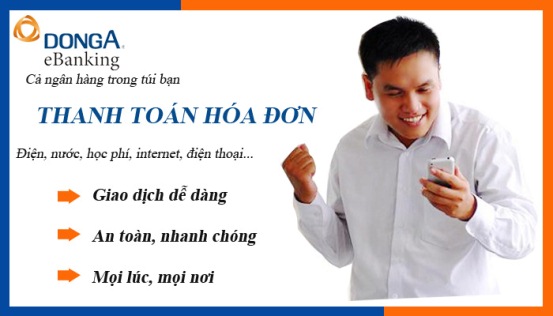 DONGA®
eBanking
Cả ngân hàng trong túi bạn
THANH TOÁN HÓA ĐƠN
Điện, nước, học phí, internet, điện thoại...
Giao dịch dễ dàng
An toàn, nhanh chóng
Mọi lúc, mọi nơi